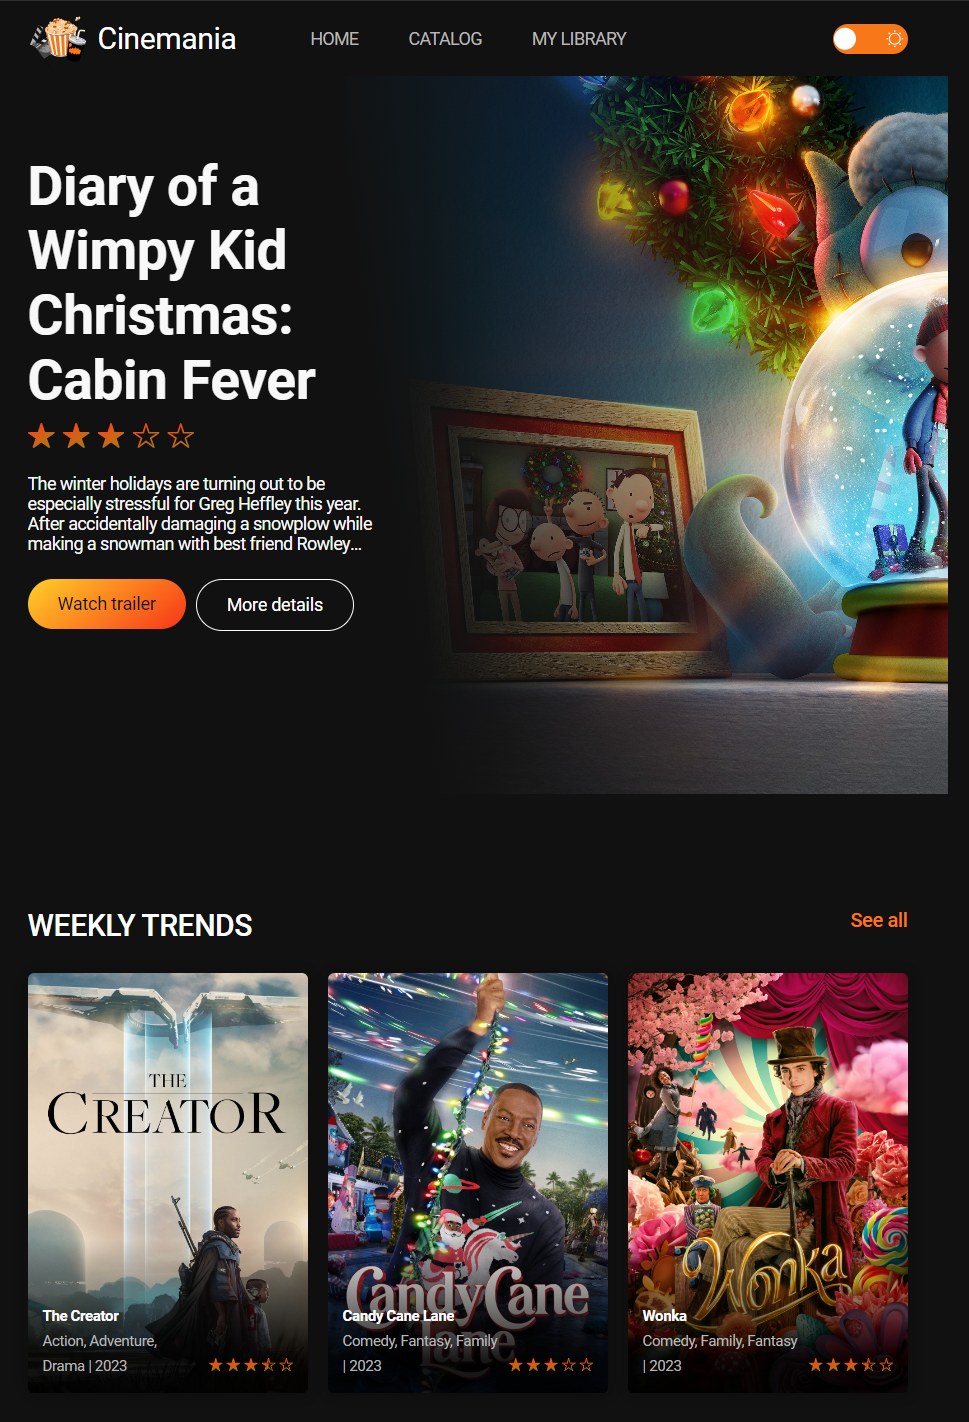 Cinemania
HOME
CATALOG
MY LIBRARY
Diary of a
Wimpy Kid
Christmas:
Cabin Fever
The winter holidays are turning out to be
especially stressful for Greg Heffley this year.
After accidentally damaging a snowplow while
making a snowman with best friend Rowley...
Watch trailer
More details
WEEKLY TRENDS
See all
THE
CREATOR
The Creator
Action, Adventure,
Drama | 2023
Candy Cane
Lane
Candy Cane Lane
Comedy, Fantasy, Family
| 2023
Wonka
Wonka
Comedy, Family, Fantasy
| 2023